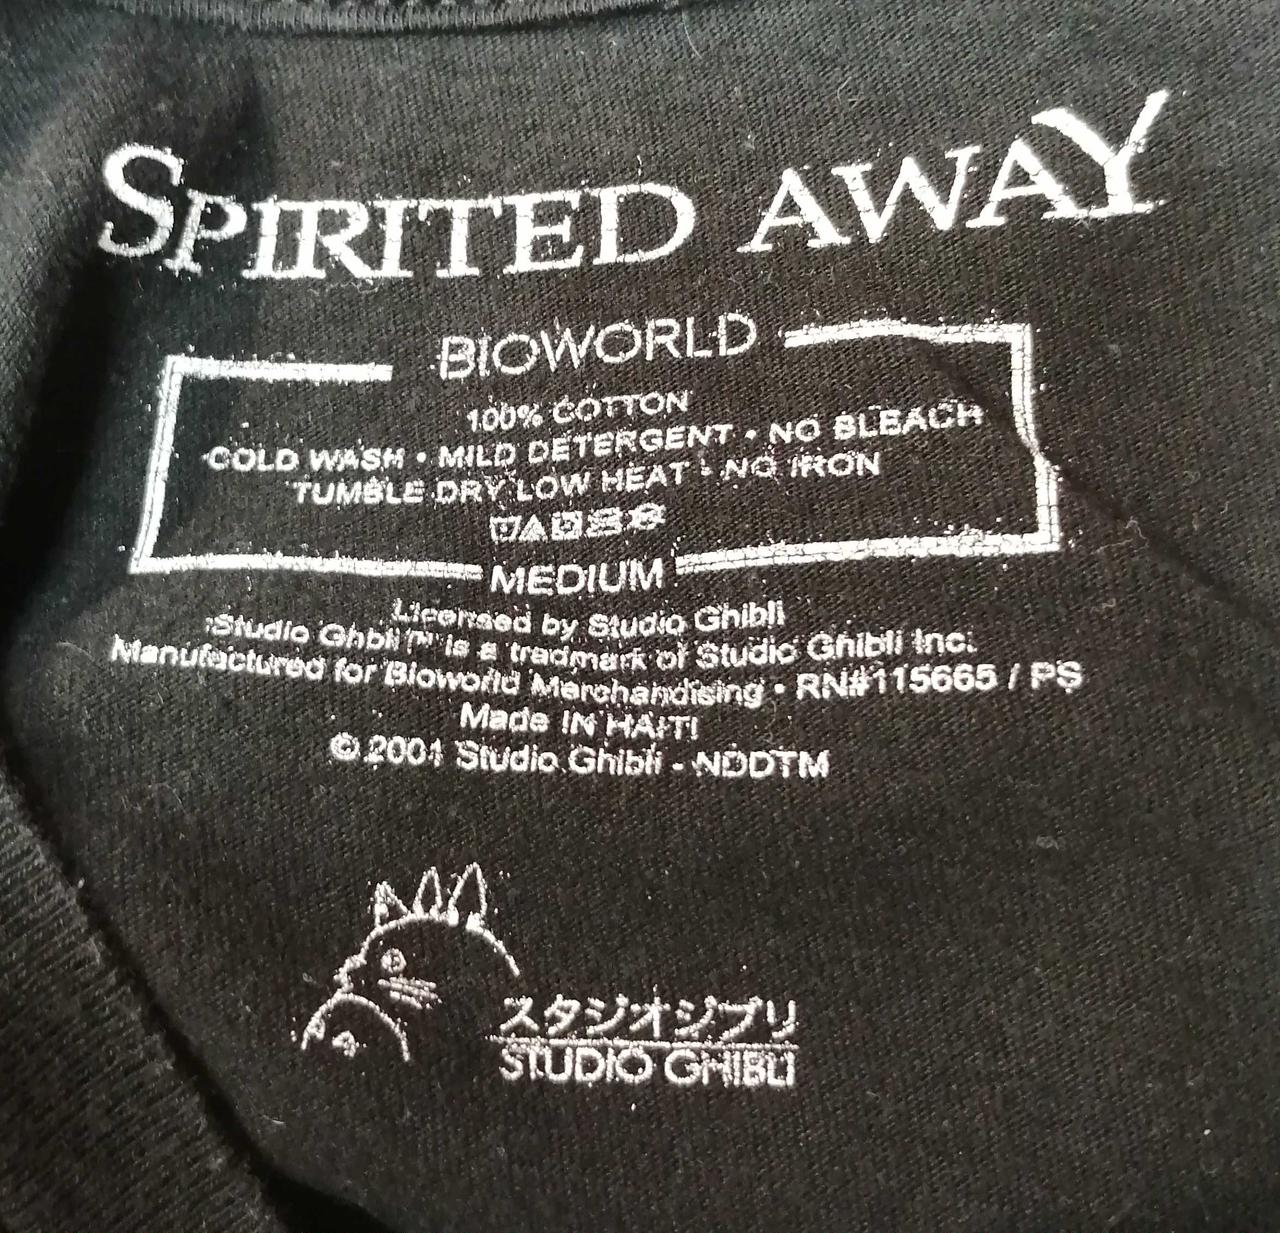 SPIRITED AWAY
BIOWORLD
100% COTTON
COLD WASH • MILD DETERGENT • NO BLEACH
TUMBLE DRY LOW HEAT • NO IRON
MEDIUM
Licensed by Studio Ghibli
Studio Ghbli™ is a tradmark of Studio Ghibli Inc.
Manufactured for Bioworld Merchandising • RN#115665 / PS
Made IN HAITI
© 2001 Studio Ghibli - NDDTM
スタジオジブリ
STUDIO GHIBLI